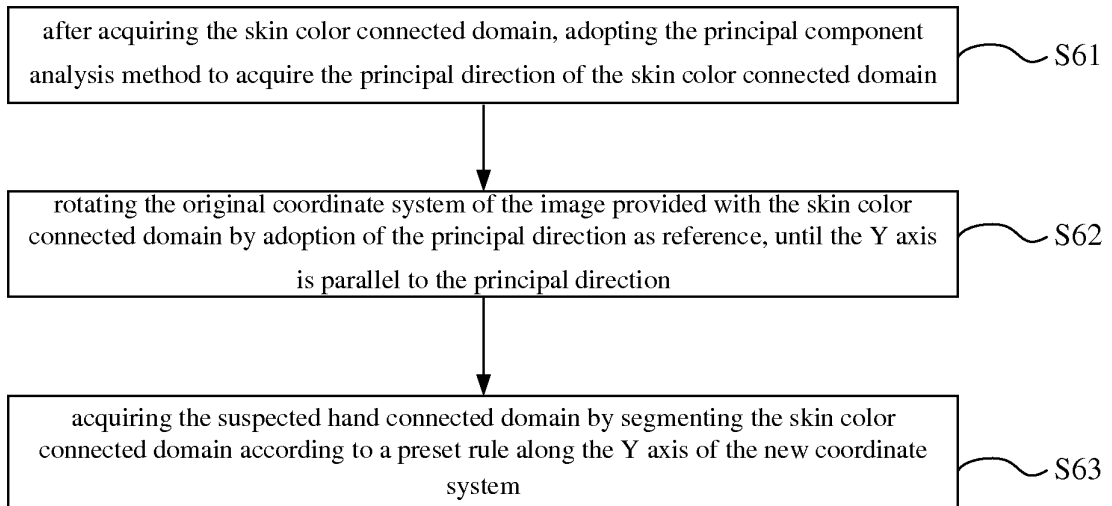 after acquiring the skin color connected domain, adopting the principal component
analysis method to acquire the principal direction of the skin color connected domain
S61
rotating the original coordinate system of the image provided with the skin color
connected domain by adoption of the principal direction as reference, until the Y axis
is parallel to the principal direction
S62
acquiring the suspected hand connected domain by segmenting the skin color
connected domain according to a preset rule along the Y axis of the new coordinate
system
S63